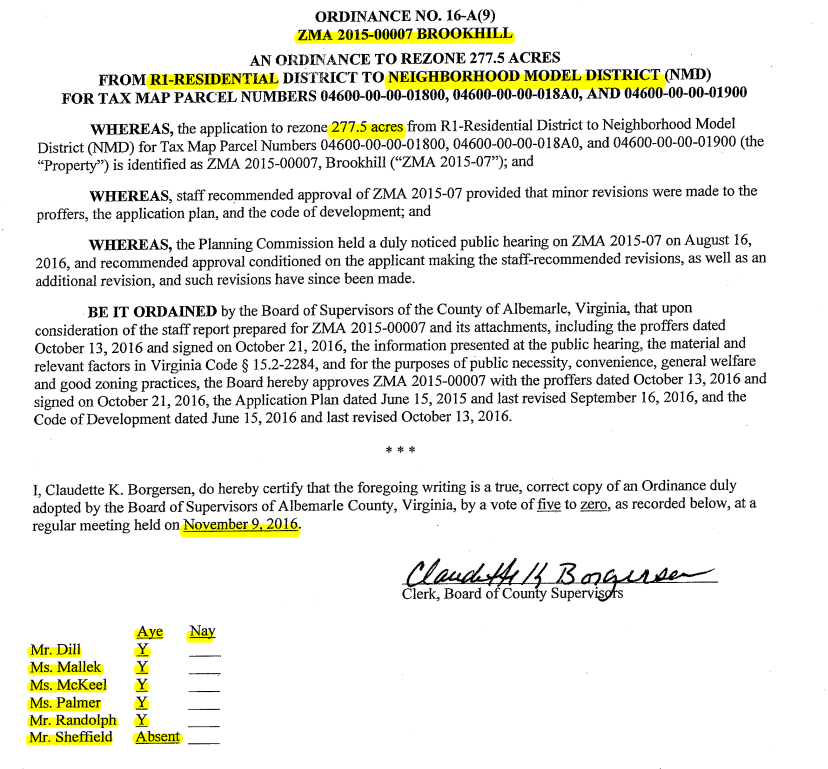 ORDINANCE NO. 16-A(9)
ZMA 2015-00007 BROOKHILL
AN ORDINANCE TO REZONE 277.5 ACRES
FROM R1-RESIDENTIAL DISTRICT TO NEIGHBORHOOD MODEL DISTRICT (NMD)
FOR TAX MAP PARCEL NUMBERS 04600-00-00-01800, 04600-00-00-018A0, AND 04600-00-00-01900
WHEREAS, the application to rezone 277.5 acres from R1-Residential District to Neighborhood Model
District (NMD) for Tax Map Parcel Numbers 04600-00-00-01800, 04600-00-00-018A0, and 04600-00-00-01900 (the
“Property”) is identified as ZMA 2015-00007, Brookhill (“ZMA 2015-07”); and
WHEREAS, staff recommended approval of ZMA 2015-07 provided that minor revisions were made to the
proffers, the application plan, and the code of development; and
WHEREAS, the Planning Commission held a duly noticed public hearing on ZMA 2015-07 on August 16,
2016, and recommended approval conditioned on the applicant making the staff-recommended revisions, as well as an
additional revision, and such revisions have since been made.
BE IT ORDAINED by the Board of Supervisors of the County of Albemarle, Virginia, that upon
consideration of the staff report prepared for ZMA 2015-00007 and its attachments, including the proffers dated
October 13, 2016 and signed on October 21, 2016, the information presented at the public hearing, the material and
relevant factors in Virginia Code § 15.2-2284, and for the purposes of public necessity, convenience, general welfare
and good zoning practices, the Board hereby approves ZMA 2015-00007 with the proffers dated October 13, 2016 and
signed on October 21, 2016, the Application Plan dated June 15, 2015 and last revised September 16, 2016, and the
Code of Development dated June 15, 2016 and last revised October 13, 2016.
* * *
I, Claudette K. Borgersen, do hereby certify that the foregoing writing is a true, correct copy of an Ordinance duly
adopted by the Board of Supervisors of Albemarle County, Virginia, by a vote of five to zero, as recorded below, at a
regular meeting held on November 9, 2016.
Claudette K Borgersen
Clerk, Board of County Supervisors
Aye Nay
Mr. Dill Y
Ms. Mallek Y
Ms. McKeel Y
Ms. Palmer Y
Mr. Randolph Y
Mr. Sheffield Absent